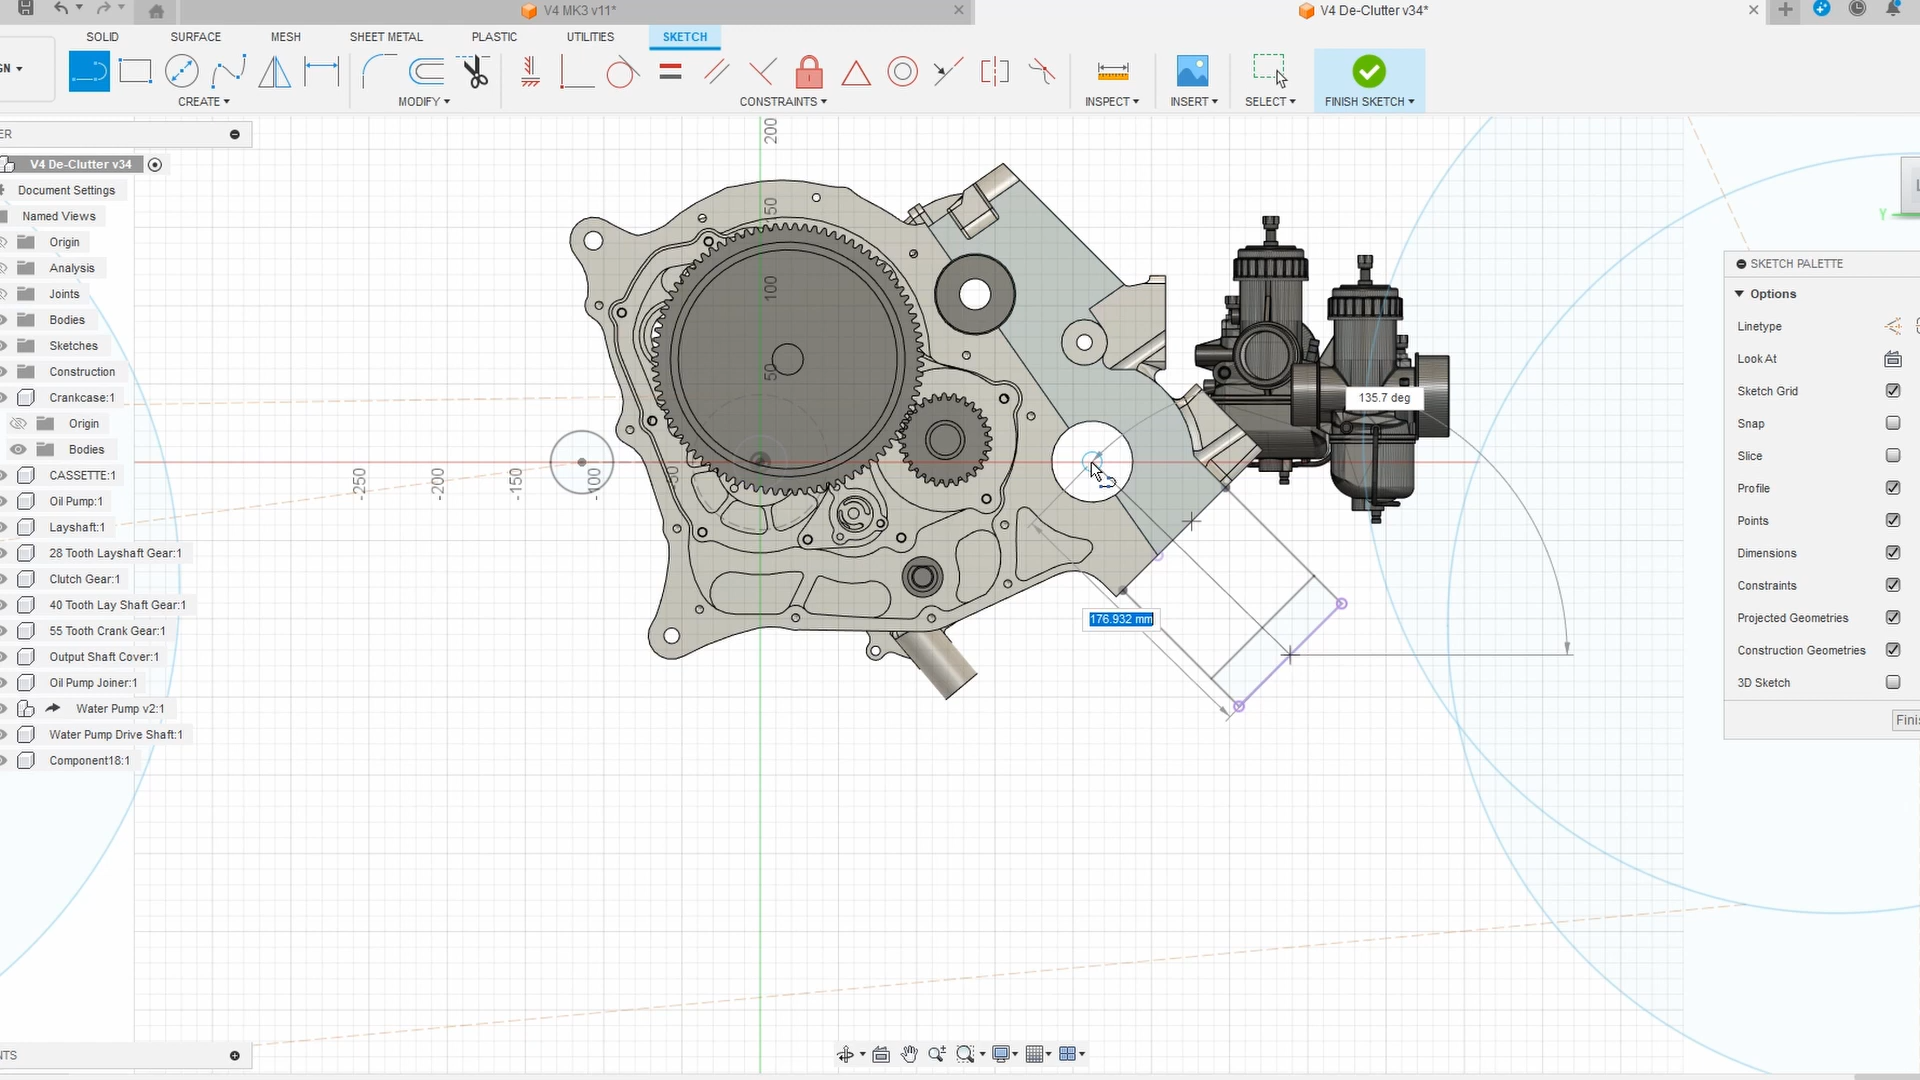 V4 MK3 v11*
V4 De-Clutter v34*
SOLID SURFACE MESH SHEET METAL PLASTIC UTILITIES SKETCH
GN
CREATE MODIFY CONSTRAINTS INSPECT INSERT SELECT FINISH SKETCH
ER
V4 De-Clutter v34
Document Settings
Named Views
Origin
Analysis
Joints
Bodies
Sketches
Construction
Crankcase:1
Origin
Bodies
CASSETTE:1
Oil Pump:1
Layshaft:1
28 Tooth Layshaft Gear:1
Clutch Gear:1
40 Tooth Lay Shaft Gear:1
55 Tooth Crank Gear:1
Output Shaft Cover:1
Oil Pump Joiner:1
Water Pump v2:1
Water Pump Drive Shaft:1
Component18:1
NTS
200
150
100
50
-250
-200
-150
-100
-50
135.7 deg
176.932 mm
Y
L
SKETCH PALETTE
Options
Linetype
Look At
Sketch Grid
Snap
Slice
Profile
Points
Dimensions
Constraints
Projected Geometries
Construction Geometries
3D Sketch
Finis